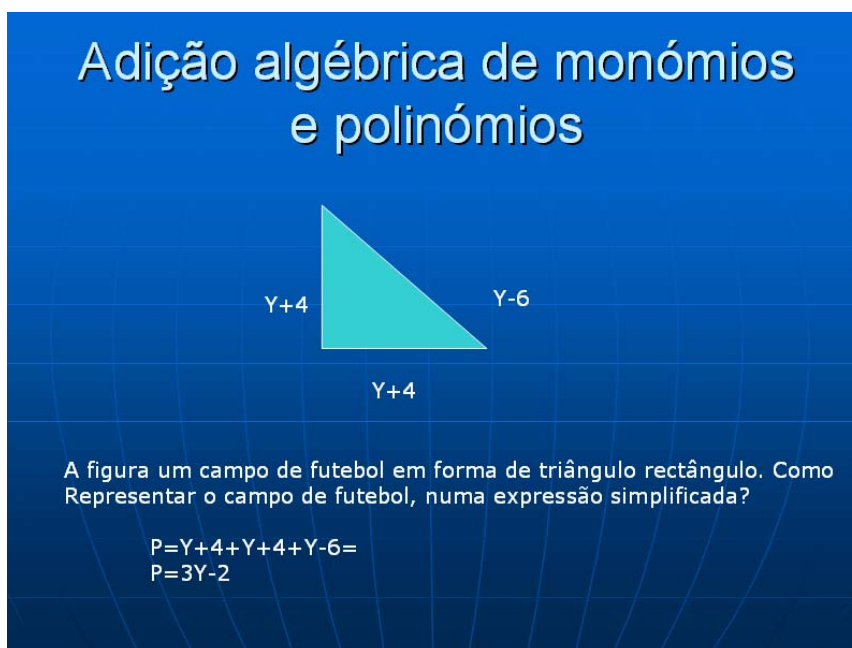 Adição algébrica de monómios
e polinómios
Y+4
Y-6
Y+4
A figura um campo de futebol em forma de triângulo rectângulo. Como
Representar o campo de futebol, numa expressão simplificada?
P=Y+4+Y+4+Y-6=
P=3Y-2